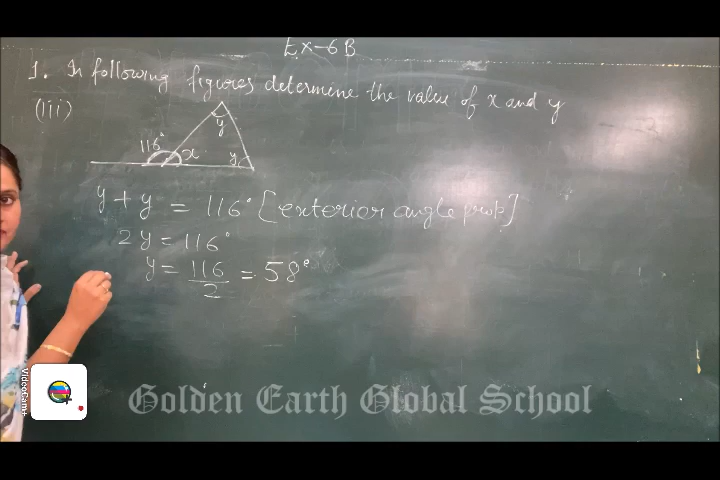 Ex-6B
1. In following figures determine the value of x and y
(iii)
y
116° x y
y + y = 116° [exterior angle prop]
2y = 116°
y = 116/2 = 58°
VideoCam+
Golden Earth Global School